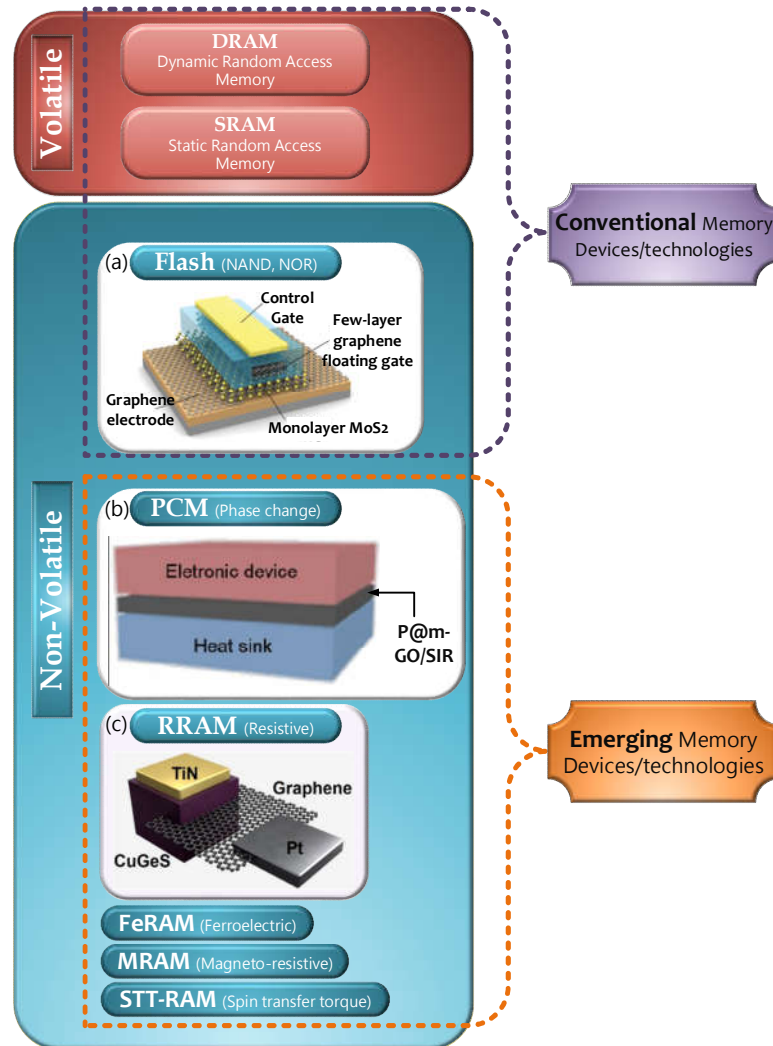 Volatile
DRAM
Dynamic Random Access
Memory
SRAM
Static Random Access
Memory
Conventional Memory
Devices/technologies
Non-Volatile
(a) Flash (NAND, NOR)
Control
Gate
Few-layer
graphene
floating gate
Graphene
electrode
Monolayer MoS2
(b) PCM (Phase change)
Eletronic device
Heat sink
P@m-
GO/SIR
(c) RRAM (Resistive)
TiN
Graphene
CuGeS
Pt
Emerging Memory
Devices/technologies
FeRAM (Ferroelectric)
MRAM (Magneto-resistive)
STT-RAM (Spin transfer torque)